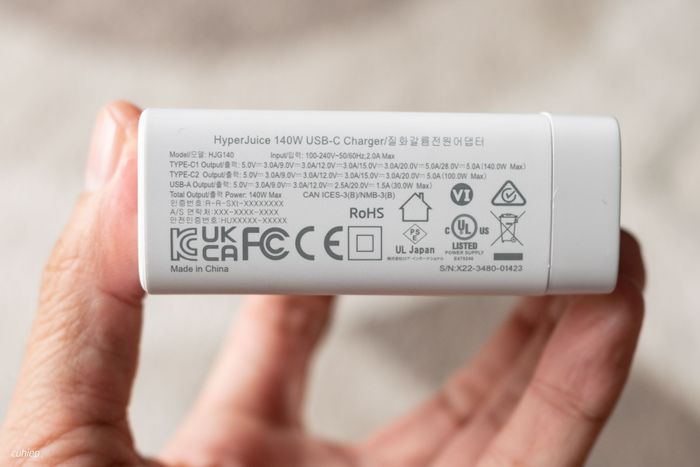 HyperJuice 140W USB-C Charger/질화갈륨전원어댑터
Model/모델: HJG140 Input/입력: 100-240V~50/60Hz,2.0A Max
TYPE-C1 Output/출력: 5.0V⎓3.0A/9.0V⎓3.0A/12.0V⎓3.0A/15.0V⎓3.0A/20.0V⎓5.0A/28.0V⎓5.0A(140.0W Max)
TYPE-C2 Output/출력: 5.0V⎓3.0A/9.0V⎓3.0A/12.0V⎓3.0A/15.0V⎓3.0A/20.0V⎓5.0A(100.0W Max)
USB-A Output/출력: 5.0V⎓3.0A/9.0V⎓3.0A/12.0V⎓2.5A/20.0V⎓1.5A(30.0W Max)
Total Output/출력 Power: 140W Max CAN ICES-3(B)/NMB-3(B)
인증번호:R-R-SXI-XXXXXXXX
A/S 연락처:XXX-XXXX-XXXX
안전인증번호:HUXXXXX-XXXXX
RoHS
VI
PS
E
UL Japan
c UL us
LISTED
POWER SUPPLY
E475246
KC UK CA FC CE
Made in China
S/N:X22-3480-01423
cuhiep